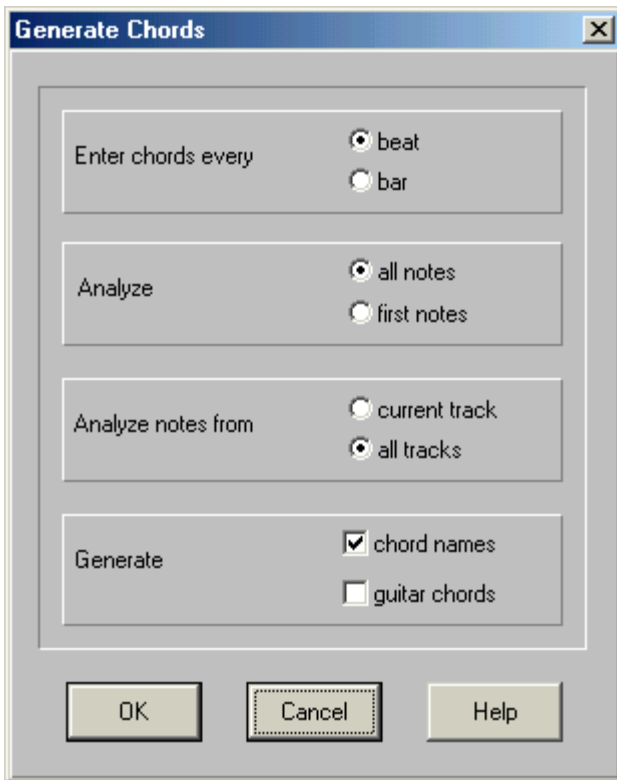 Generate Chords
Enter chords every
beat
bar
Analyze
all notes
first notes
Analyze notes from
current track
all tracks
Generate
chord names
guitar chords
OK Cancel Help